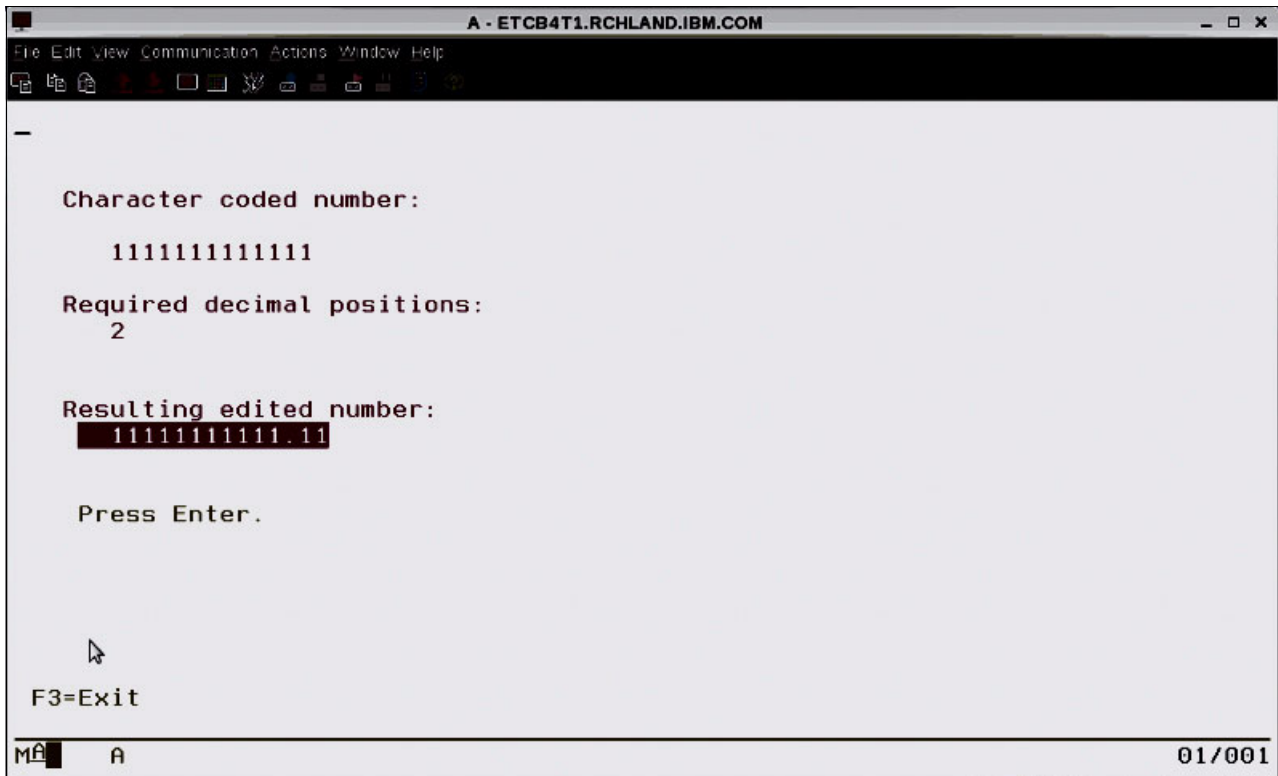 A - ETCB4T1.RCHLAND.IBM.COM
File Edit View Communication Actions Window Help
Character coded number:
1111111111111
Required decimal positions:
2
Resulting edited number:
11111111111.11
Press Enter.
F3=Exit
MA A 01/001